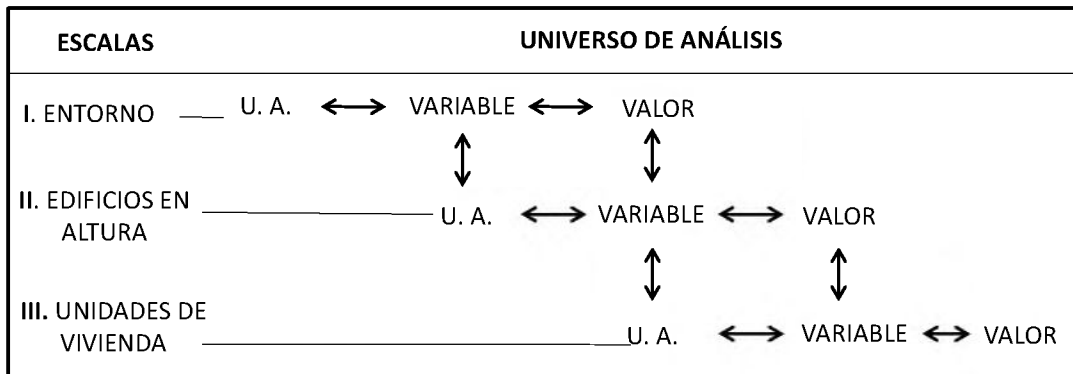 ESCALAS UNIVERSO DE ANÁLISIS
I. ENTORNO U. A. VARIABLE VALOR
II. EDIFICIOS EN
ALTURA
U. A. VARIABLE VALOR
III. UNIDADES DE
VIVIENDA
U. A. VARIABLE VALOR